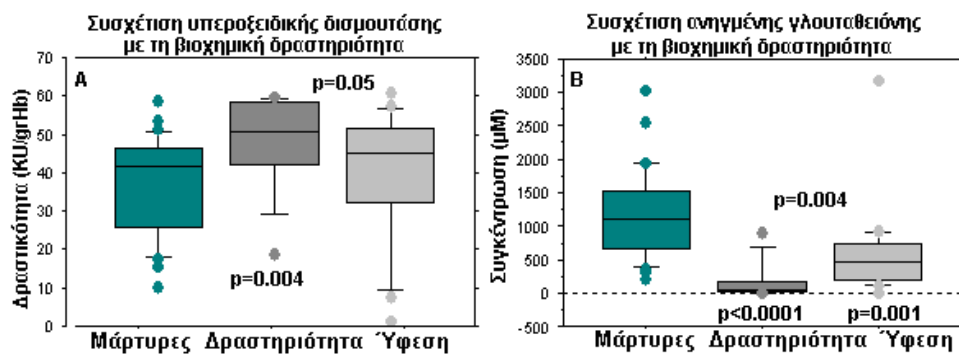 Συσχέτιση υπεροξειδικής δισμουτάσης
με τη βιοχημική δραστηριότητα
A
Δραστικότητα (KU/grHb)
70
60
50
40
30
20
10
0
p=0.05
p=0.004
Μάρτυρες Δραστηριότητα Ύφεση
Συσχέτιση ανηγμένης γλουταθειόνης
με τη βιοχημική δραστηριότητα
B
Συγκέντρωση (μM)
3500
3000
2500
2000
1500
1000
500
0
-500
p=0.004
p<0.0001 p=0.001
Μάρτυρες Δραστηριότητα Ύφεση